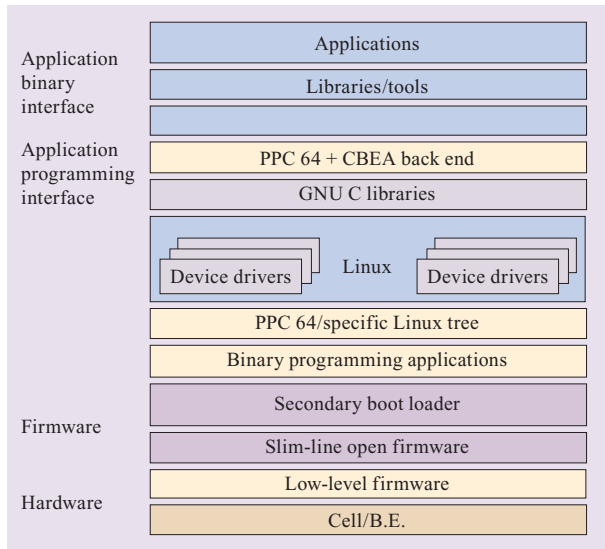 Application
binary
interface
Application
programming
interface
Firmware
Hardware
Applications
Libraries/tools
PPC 64 + CBEA back end
GNU C libraries
Device drivers
Linux
Device drivers
PPC 64/specific Linux tree
Binary programming applications
Secondary boot loader
Slim-line open firmware
Low-level firmware
Cell/B.E.